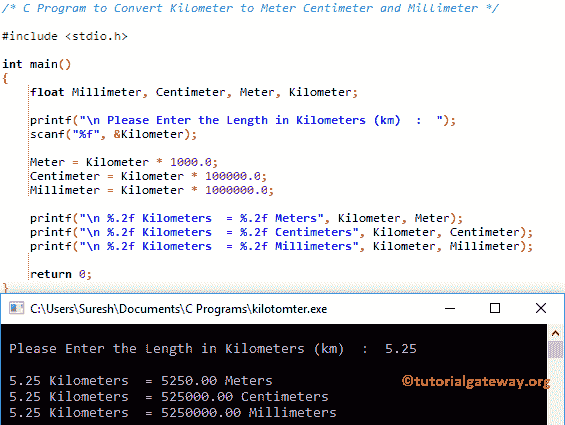 /* C Program to Convert Kilometer to Meter Centimeter and Millimeter */
#include <stdio.h>
int main()
{
float Millimeter, Centimeter, Meter, Kilometer;
printf("\n Please Enter the Length in Kilometers (km)  :  ");
scanf("%f", &Kilometer);
Meter = Kilometer * 1000.0;
Centimeter = Kilometer * 100000.0;
Millimeter = Kilometer * 1000000.0;
printf("\n %.2f Kilometers  = %.2f Meters", Kilometer, Meter);
printf("\n %.2f Kilometers  = %.2f Centimeters", Kilometer, Centimeter);
printf("\n %.2f Kilometers  = %.2f Millimeters", Kilometer, Millimeter);
return 0;
}
C:\Users\Suresh\Documents\C Programs\kilotomter.exe
Please Enter the Length in Kilometers (km)  :  5.25
5.25 Kilometers  = 5250.00 Meters
©tutorialgateway.org
5.25 Kilometers  = 525000.00 Centimeters
5.25 Kilometers  = 5250000.00 Millimeters